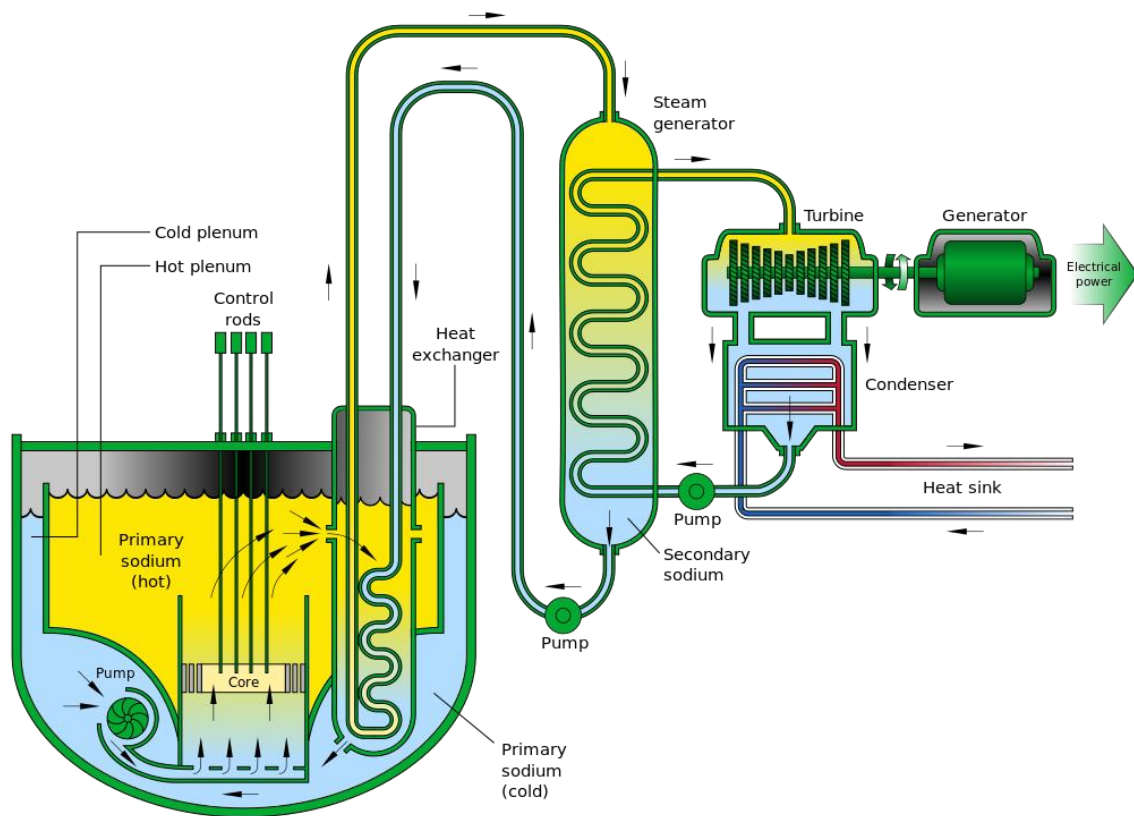 Steam
generator
Cold plenum
Hot plenum
Control
rods
Heat
exchanger
Turbine
Generator
Electrical
power
Condenser
Heat sink
Pump
Secondary
sodium
Pump
Primary
sodium
(hot)
Pump
Core
Primary
sodium
(cold)